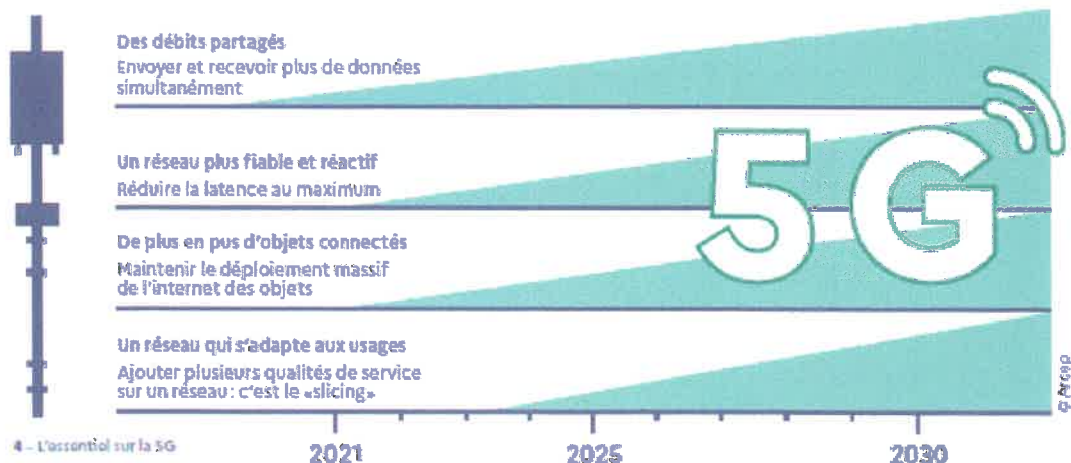 Des débits partagés
Envoyer et recevoir plus de données
simultanément
Un réseau plus fiable et réactif
Réduire la latence au maximum
5G
De plus en pus d'objets connectés
Maintenir le déploiement massif
de l'internet des objets
Un réseau qui s'adapte aux usages
Ajouter plusieurs qualités de service
sur un réseau : c'est le «slicing»
© Arcep
4 – L'essentiel sur la 5G
2021 2025 2030